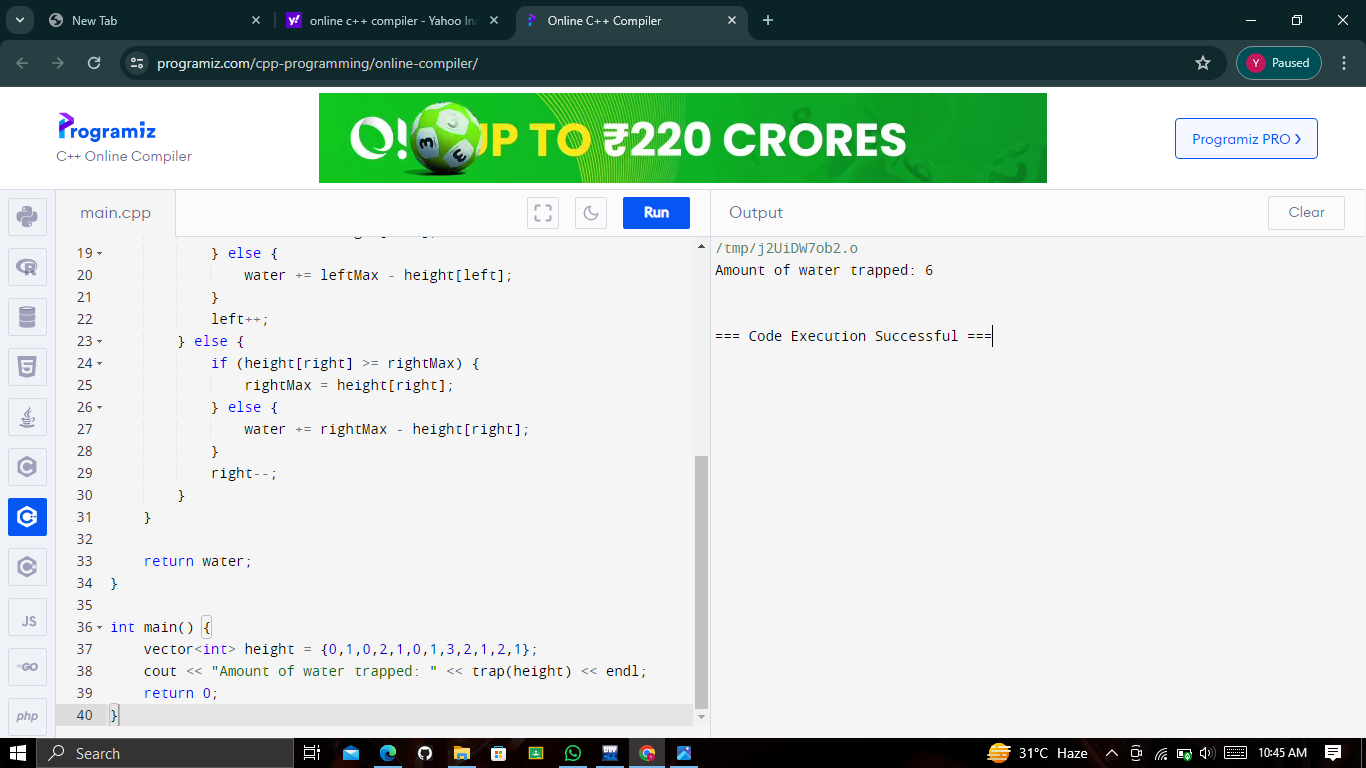 New Tab
online c++ compiler - Yahoo In
Online C++ Compiler
programiz.com/cpp-programming/online-compiler/
Y Paused
Programiz
C++ Online Compiler
UP TO ₹220 CRORES
Programiz PRO
main.cpp
Run
Output
Clear
19 } else {
20 water += leftMax - height[left];
21 }
22 left++;
23 } else {
24 if (height[right] >= rightMax) {
25 rightMax = height[right];
26 } else {
27 water += rightMax - height[right];
28 }
29 right--;
30 }
31 }
32
33 return water;
34 }
35
36 int main() {
37 vector<int> height = {0,1,0,2,1,0,1,3,2,1,2,1};
38 cout << "Amount of water trapped: " << trap(height) << endl;
39 return 0;
40 }
/tmp/j2UiDW7ob2.o
Amount of water trapped: 6
=== Code Execution Successful ===
JS
GO
php
Search
31°C Haze
10:45 AM